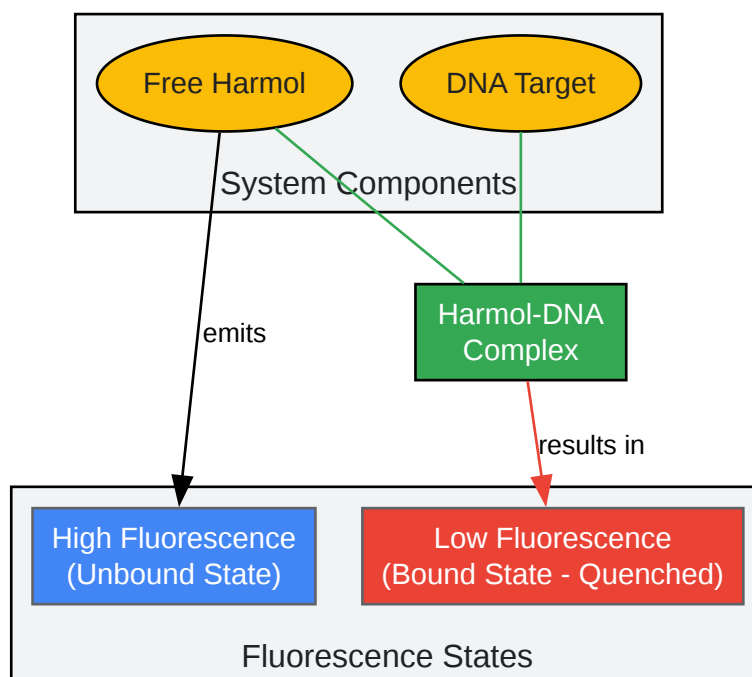 Free Harmol
DNA Target
System Components
Harmol-DNA
Complex
emits
results in
High Fluorescence
(Unbound State)
Low Fluorescence
(Bound State - Quenched)
Fluorescence States